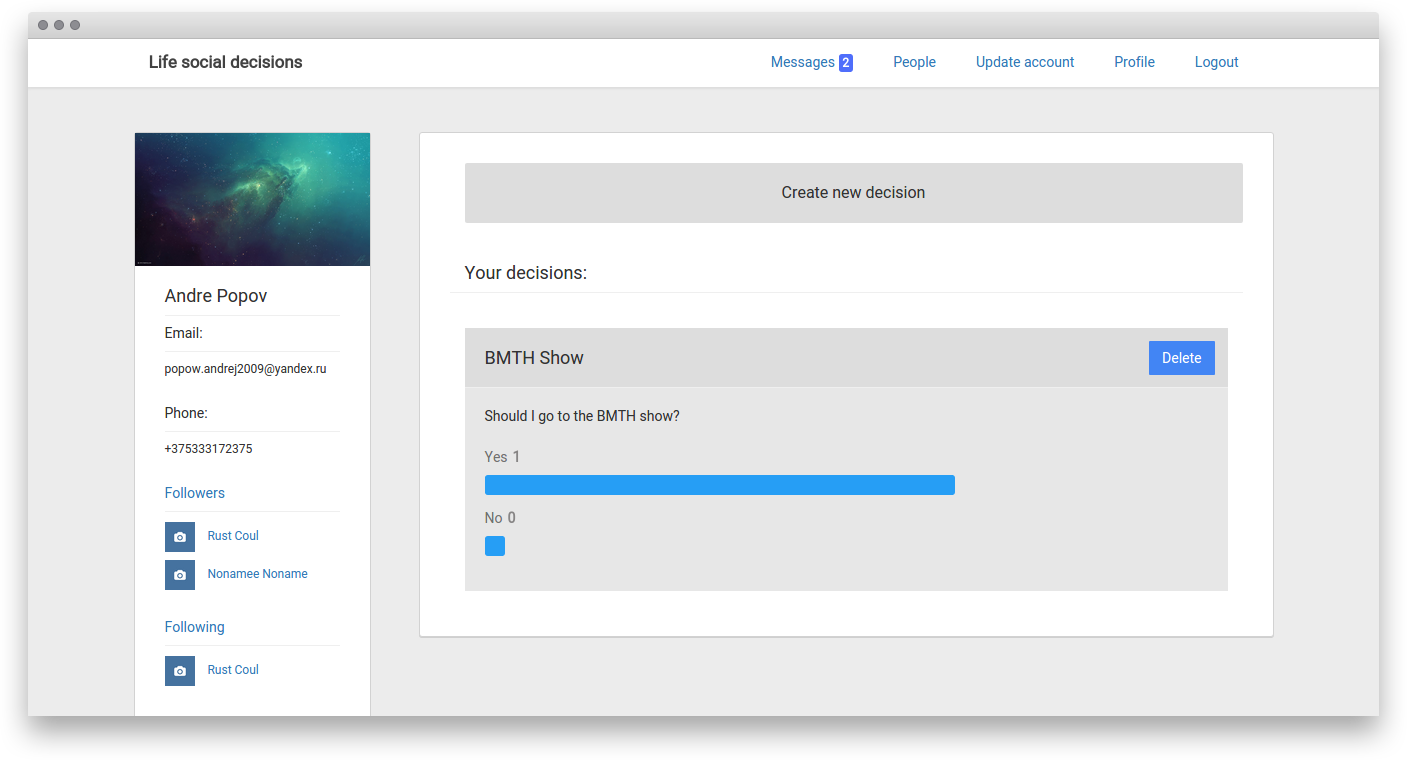 Life social decisions
Messages 2
People
Update account
Profile
Logout
Andre Popov
Email:
popow.andrej2009@yandex.ru
Phone:
+375333172375
Followers
Rust Coul
Nonamee Noname
Following
Rust Coul
Create new decision
Your decisions:
BMTH Show
Delete
Should I go to the BMTH show?
Yes 1
No 0